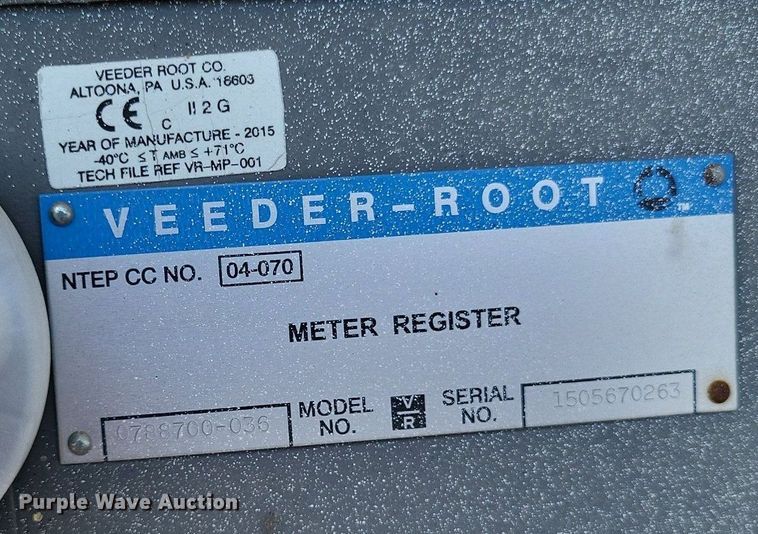 VEEDER ROOT CO.
ALTOONA, PA U.S.A. 18603
CE II 2 G
C
YEAR OF MANUFACTURE - 2015
-40°C ≤ T AMB ≤ +71°C
TECH FILE REF VR-MP-001
VEEDER-ROOT TM
NTEP CC NO. 04-070
METER REGISTER
0788700-036 MODEL NO. V/R SERIAL NO. 1505670263
Purple Wave Auction